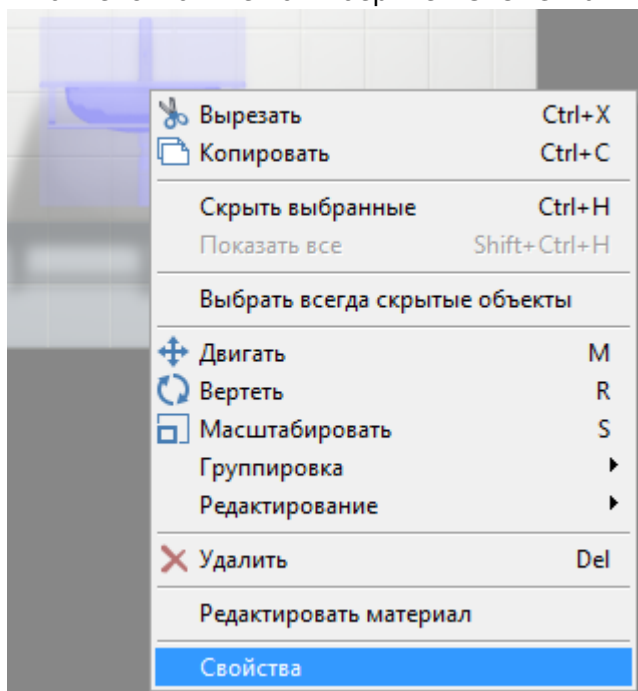 Вырезать Ctrl+X
Копировать Ctrl+C
Скрыть выбранные Ctrl+H
Показать все Shift+Ctrl+H
Выбрать всегда скрытые объекты
Двигать M
Вертеть R
Масштабировать S
Группировка
Редактирование
Удалить Del
Редактировать материал
Свойства